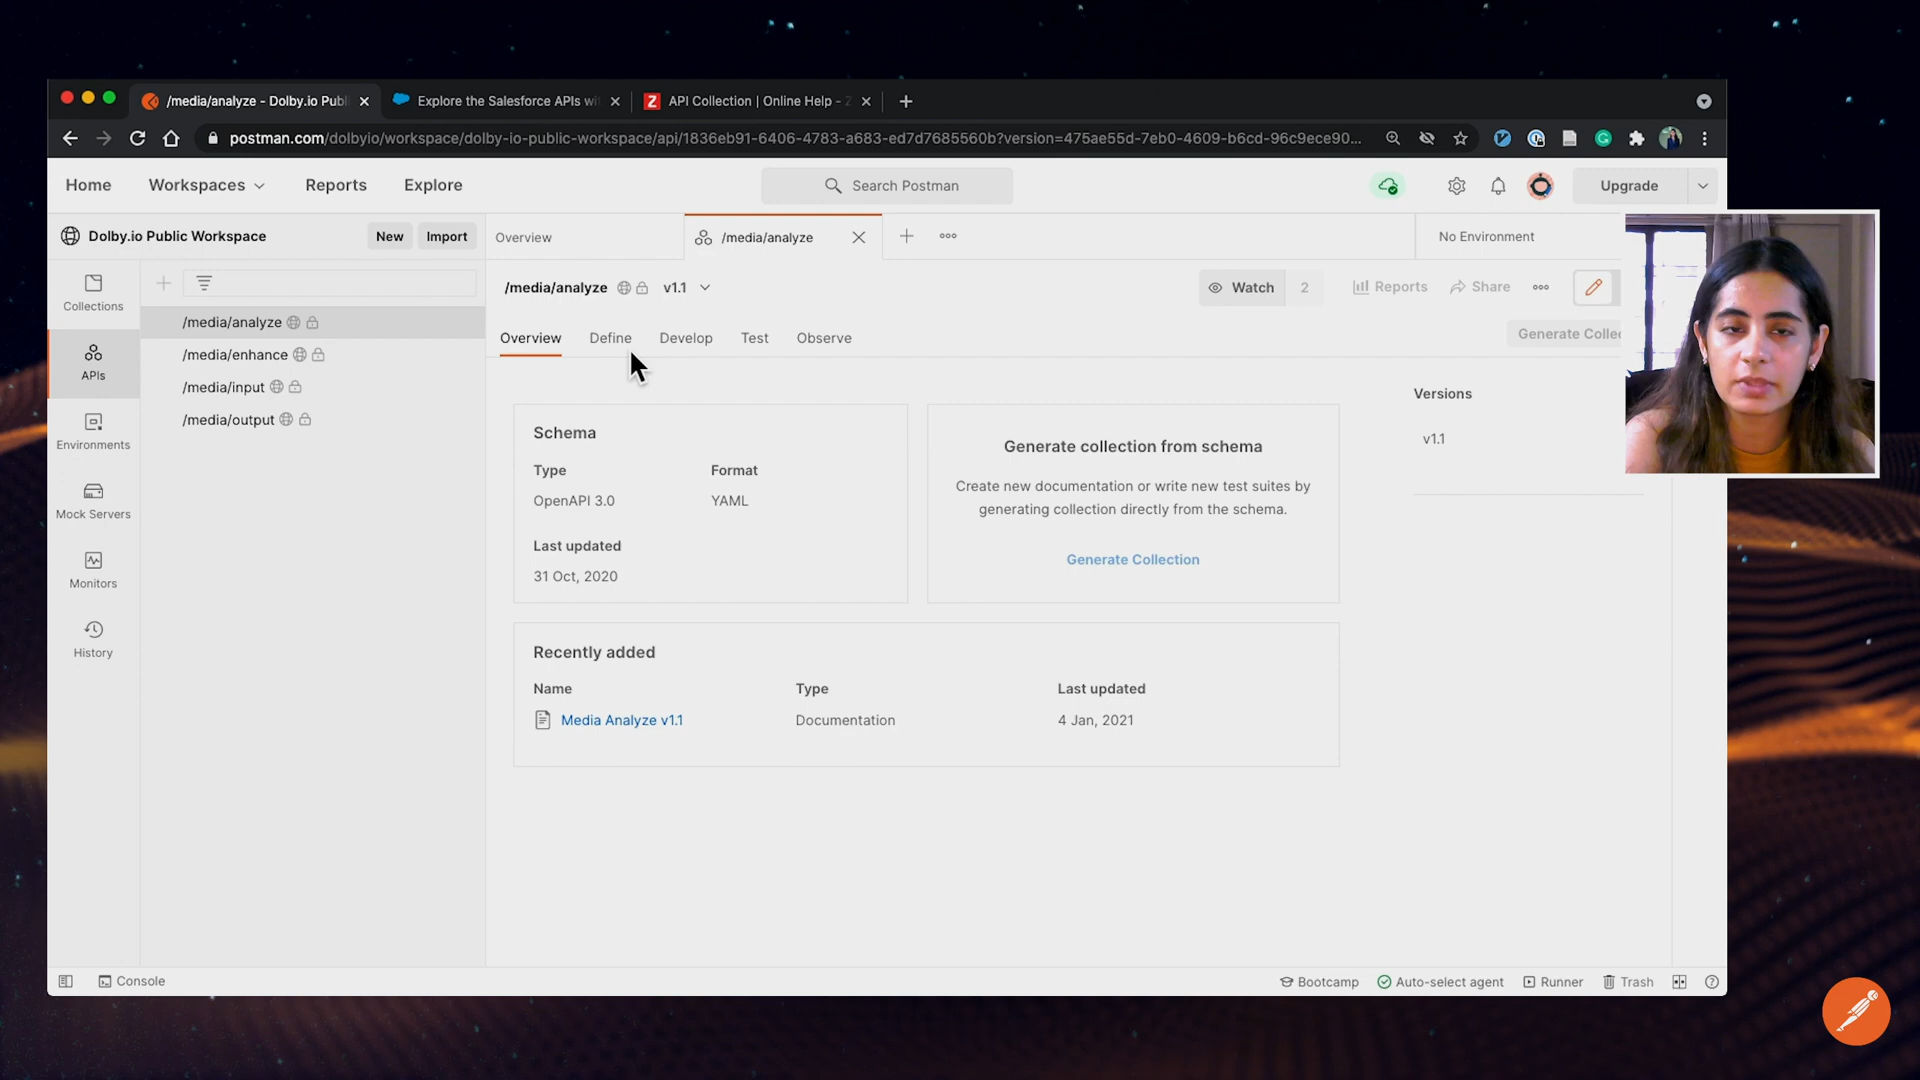 /media/analyze - Dolby.io Publ
Explore the Salesforce APIs wi
API Collection | Online Help - Z
postman.com/dolbyio/workspace/dolby-io-public-workspace/api/1836eb91-6406-4783-a683-ed7d7685560b?version=475ae55d-7eb0-4609-b6cd-96c9ece90...
Home
Workspaces
Reports
Explore
Search Postman
Upgrade
Dolby.io Public Workspace
New
Import
Overview
/media/analyze
No Environment
Collections
APIs
Environments
Mock Servers
Monitors
History
/media/analyze
/media/enhance
/media/input
/media/output
/media/analyze
v1.1
Watch
2
Reports
Share
Overview
Define
Develop
Test
Observe
Generate Collec
Schema
Type
Format
OpenAPI 3.0
YAML
Last updated
31 Oct, 2020
Generate collection from schema
Create new documentation or write new test suites by
generating collection directly from the schema.
Generate Collection
Versions
v1.1
Recently added
Name
Type
Last updated
Media Analyze v1.1
Documentation
4 Jan, 2021
Console
Bootcamp
Auto-select agent
Runner
Trash